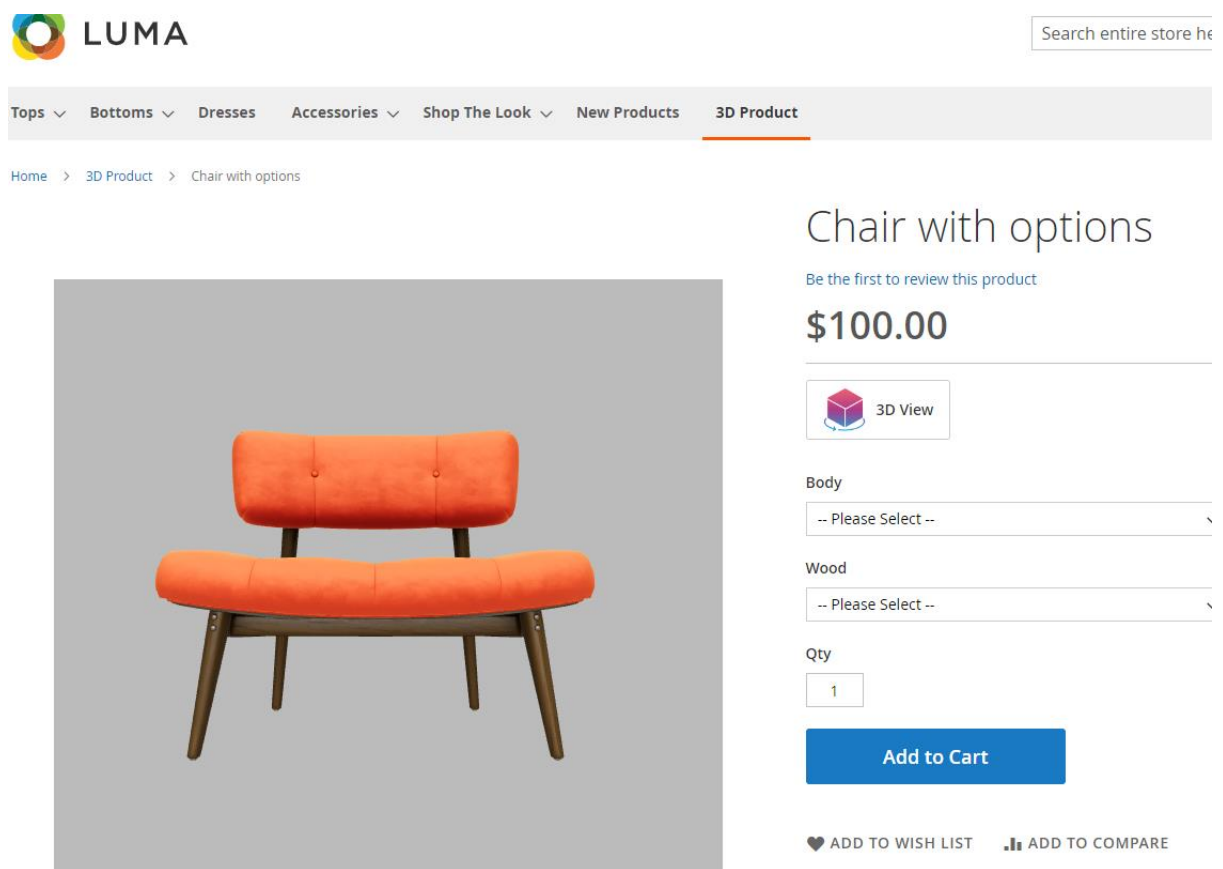 LUMA
Search entire store he
Tops Bottoms Dresses Accessories Shop The Look New Products 3D Product
Home > 3D Product > Chair with options
Chair with options
Be the first to review this product
$100.00
3D View
Body
-- Please Select --
Wood
-- Please Select --
Qty
1
Add to Cart
ADD TO WISH LIST ADD TO COMPARE